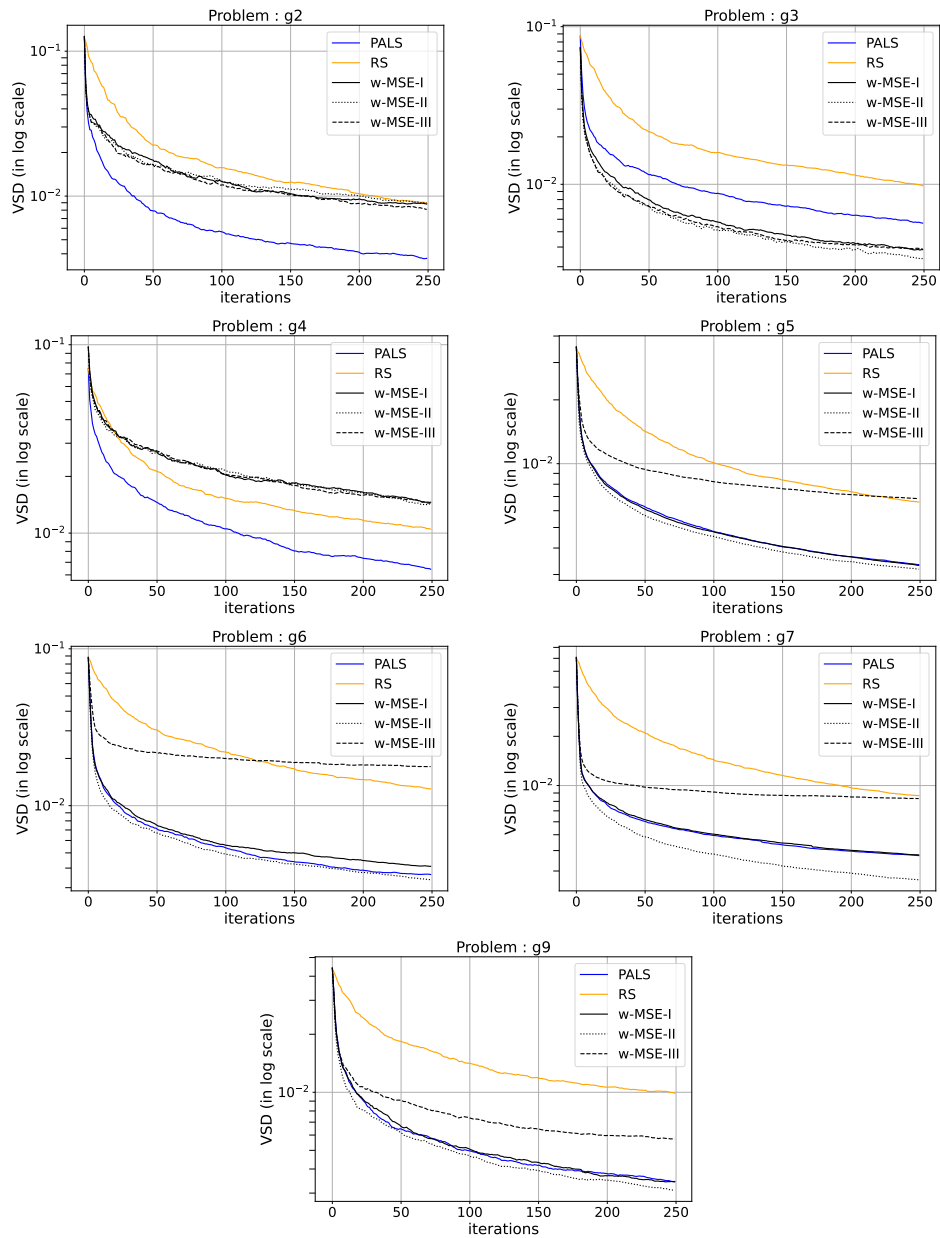 Problem : g2
VSD (in log scale)
10⁻¹
10⁻²
PALS
RS
w-MSE-I
w-MSE-II
w-MSE-III
0 50 100 150 200 250
iterations
Problem : g3
VSD (in log scale)
10⁻¹
10⁻²
PALS
RS
w-MSE-I
w-MSE-II
w-MSE-III
0 50 100 150 200 250
iterations
Problem : g4
VSD (in log scale)
10⁻¹
10⁻²
PALS
RS
w-MSE-I
w-MSE-II
w-MSE-III
0 50 100 150 200 250
iterations
Problem : g5
VSD (in log scale)
10⁻²
PALS
RS
w-MSE-I
w-MSE-II
w-MSE-III
0 50 100 150 200 250
iterations
Problem : g6
VSD (in log scale)
10⁻¹
10⁻²
PALS
RS
w-MSE-I
w-MSE-II
w-MSE-III
0 50 100 150 200 250
iterations
Problem : g7
VSD (in log scale)
10⁻²
PALS
RS
w-MSE-I
w-MSE-II
w-MSE-III
0 50 100 150 200 250
iterations
Problem : g9
VSD (in log scale)
10⁻²
PALS
RS
w-MSE-I
w-MSE-II
w-MSE-III
0 50 100 150 200 250
iterations